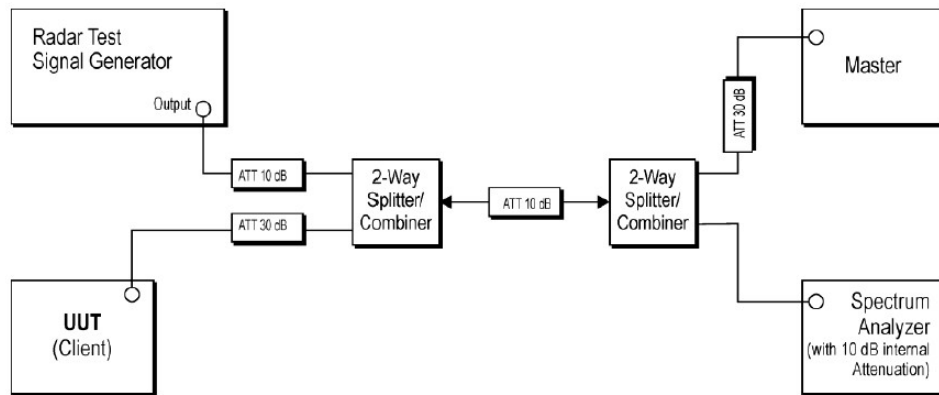 Radar Test
Signal Generator
Output
ATT 10 dB
2-Way
Splitter/
Combiner
ATT 30 dB
UUT
(Client)
ATT 10 dB
2-Way
Splitter/
Combiner
ATT 30 dB
Master
Spectrum
Analyzer
(with 10 dB internal
Attenuation)